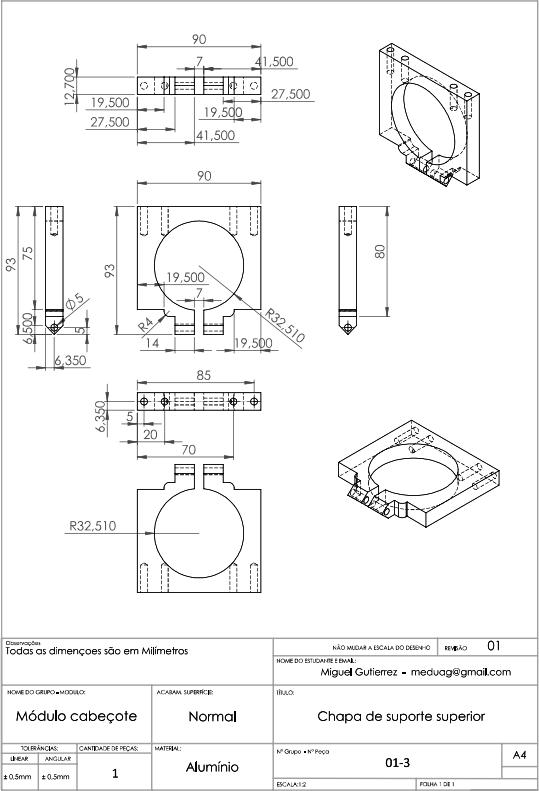 90
7
41,500
12,700
19,500
27,500
27,500
19,500
41,500
90
93
75
Ø5
6,500
5
6,350
93
19,500
7
R4
R32,510
14
19,500
80
85
6,350
5
20
70
R32,510
Observações
Todas as dimençoes são em Milímetros
NÃO MUDAR A ESCALA DO DESENHO
REVISÃO
01
NOME DO ESTUDANTE E EMAIL:
Miguel Gutierrez - meduag@gmail.com
NOME DO GRUPO - MODULO:
Módulo cabeçote
ACABAM. SUPERFÍCIE:
Normal
TÍTULO:
Chapa de suporte superior
TOLERÂNCIAS:
LINEAR
ANGULAR
± 0.5mm
± 0.5mm
CANTIDADE DE PEÇAS:
1
MATERIAL:
Alumínio
Nº Grupo - Nº Peça
01-3
A4
ESCALA:1:2
FOLHA 1 DE 1